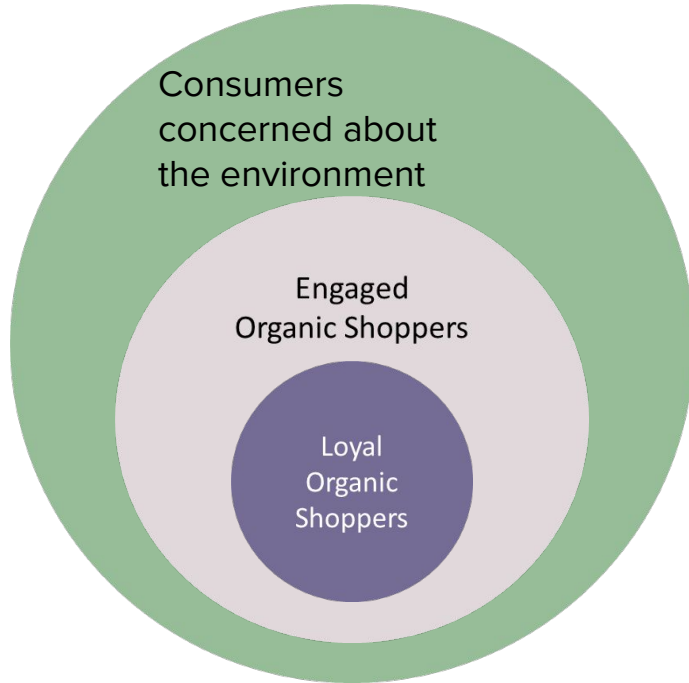 Consumers
concerned about
the environment
Engaged
Organic Shoppers
Loyal
Organic
Shoppers